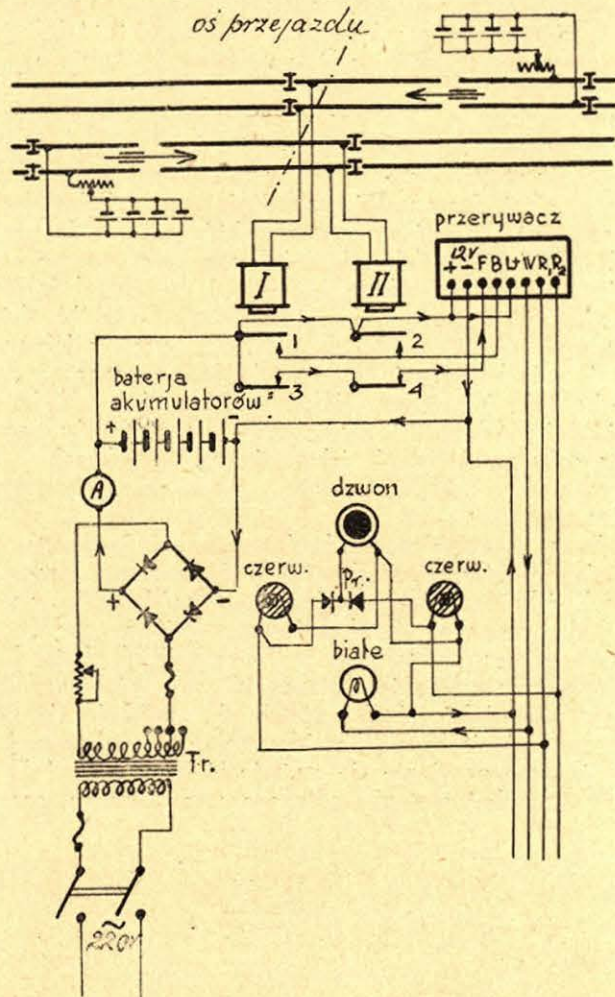 oś przejazdu
przerywacz
12V
+ - F B L+ W R1 R2
I
II
1
2
3
4
baterja
akumulatorów:
+
-
A
dzwon
czerw.
pr.
czerw.
+
-
białe
Tr.
~
220V